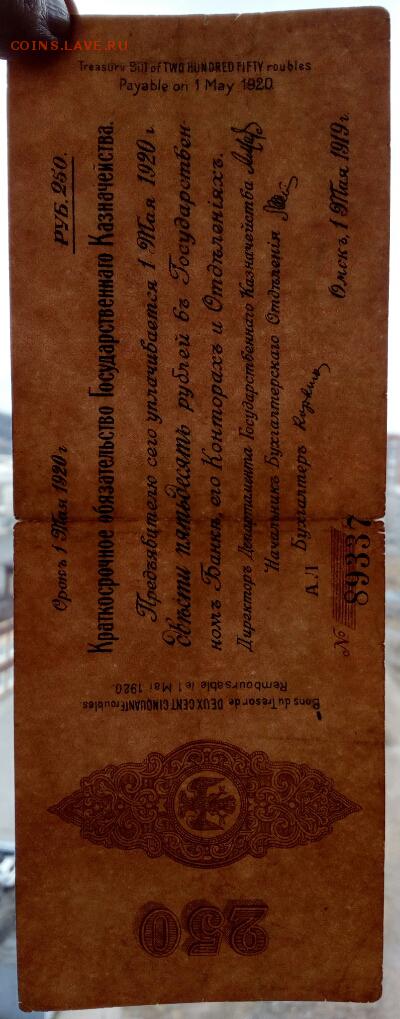 COINS.LAVE.RU
Treasury Bill of TWO HUNDRED FIFTY roubles
Payable on 1 May 1920
Срокъ 1 Мая 1920 г.
РУБ. 250.
Краткосрочное обязательство Государственнаго Казначейства.
Предъявителю сего уплачивается 1 Мая 1920 г.
Двѣсти пятьдесятъ рублей въ Государствен-
номъ Банкѣ, его Конторахъ и Отдѣленіяхъ.
Директоръ Департамента Государственнаго Казначейства
Начальникъ Бухгалтерскаго Отдѣленія
Бухгалтеръ
Омскъ, 1 Мая 1919 г.
А.Л
№ 89337
Bons du Tresor de DEUX CENT CINQUANTE roubles.
Remboursable le 1 Mai 1920.
250